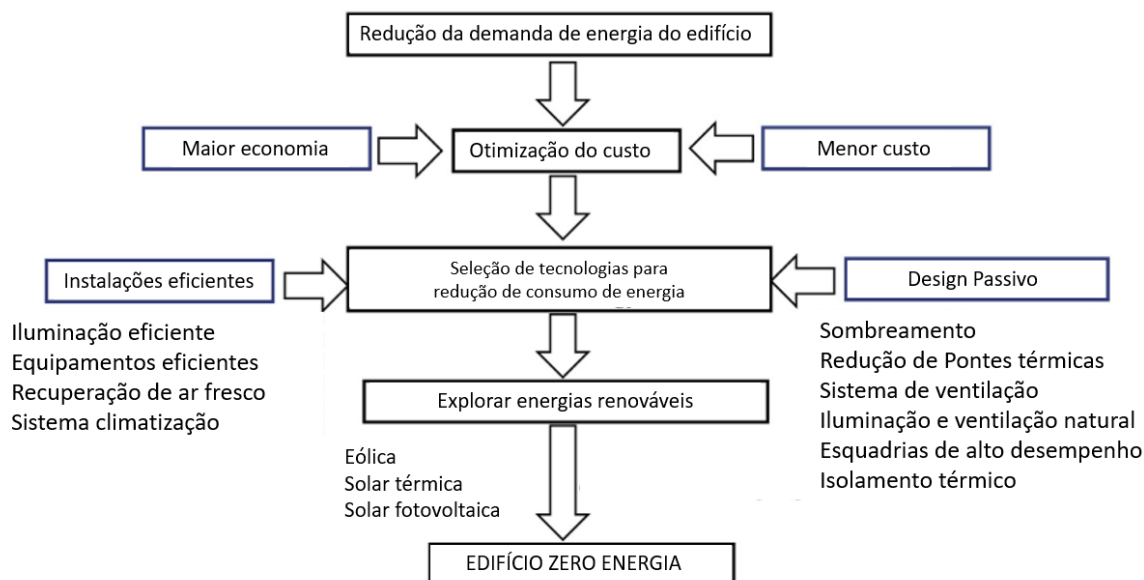 Redução da demanda de energia do edifício
Maior economia
Otimização do custo
Menor custo
Instalações eficientes
Seleção de tecnologias para
redução de consumo de energia
Design Passivo
Iluminação eficiente
Equipamentos eficientes
Recuperação de ar fresco
Sistema climatização
Sombreamento
Redução de Pontes térmicas
Sistema de ventilação
Iluminação e ventilação natural
Esquadrias de alto desempenho
Isolamento térmico
Explorar energias renováveis
Eólica
Solar térmica
Solar fotovoltaica
EDIFÍCIO ZERO ENERGIA